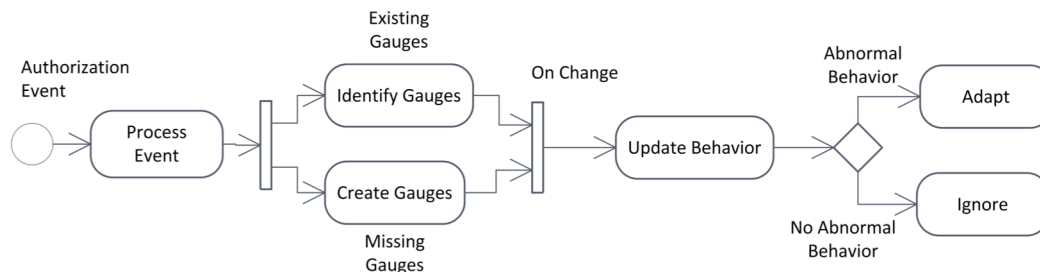 Authorization
Event
Process
Event
Existing
Gauges
Identify Gauges
Create Gauges
Missing
Gauges
On Change
Update Behavior
Abnormal
Behavior
Adapt
No Abnormal
Behavior
Ignore